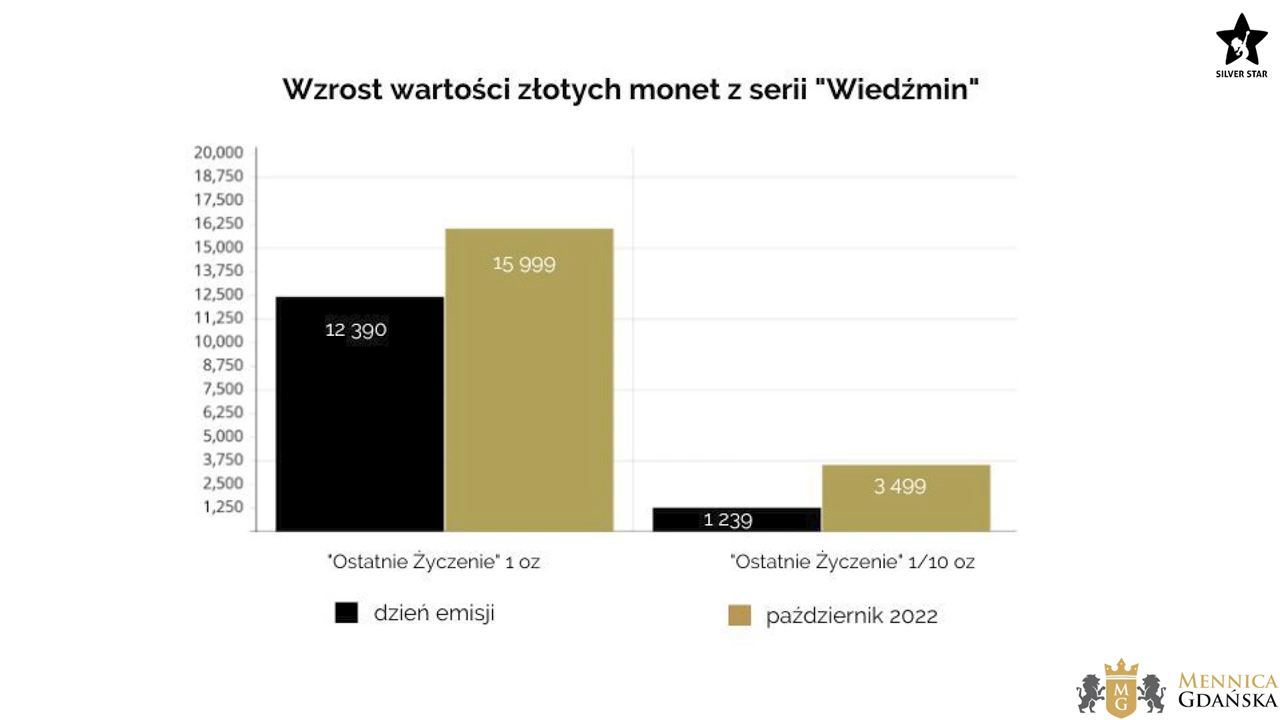 SILVER STAR
Wzrost wartości złotych monet z serii "Wiedźmin"
20,000
18,750
17,500
16,250
15,000
13,750
12,500
11,250
10,000
8,750
7,500
6,250
5,000
3,750
2,500
1,250
12 390
15 999
1 239
3 499
"Ostatnie Życzenie" 1 oz
"Ostatnie Życzenie" 1/10 oz
dzień emisji
październik 2022
MG
MENNICA
GDAŃSKA